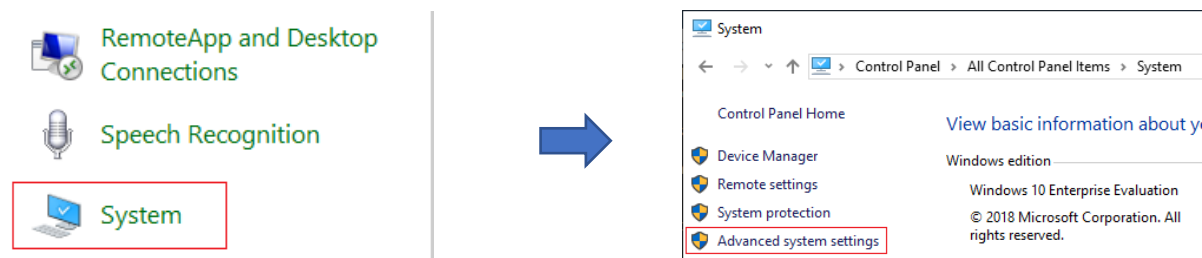 RemoteApp and Desktop
Connections
Speech Recognition
System
System
Control Panel > All Control Panel Items > System
Control Panel Home
View basic information about
Device Manager
Windows edition
Remote settings
Windows 10 Enterprise Evaluation
System protection
© 2018 Microsoft Corporation. All
rights reserved.
Advanced system settings